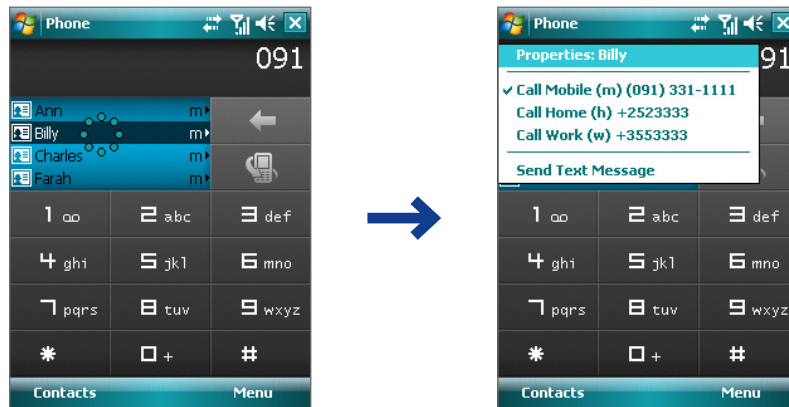 Phone
091
Ann m
Billy m
Charles m
Farah m
1 2 abc 3 def
4 ghi 5 jkl 6 mno
7 pqrs 8 tuv 9 wxyz
* 0 + #
Contacts Menu
Phone
91
Properties: Billy
Call Mobile (m) (091) 331-1111
Call Home (h) +2523333
Call Work (w) +3553333
Send Text Message
1 2 abc 3 def
4 ghi 5 jkl 6 mno
7 pqrs 8 tuv 9 wxyz
* 0 + #
Contacts Menu